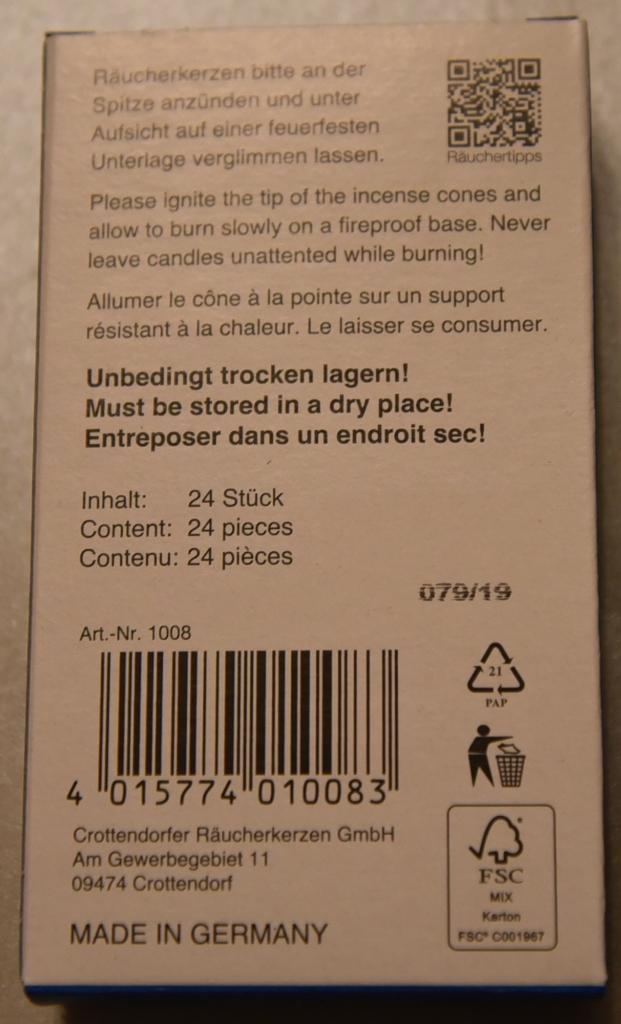 Räucherkerzen bitte an der
Spitze anzünden und unter
Aufsicht auf einer feuerfesten
Unterlage verglimmen lassen.
Räuchertipps
Please ignite the tip of the incense cones and
allow to burn slowly on a fireproof base. Never
leave candles unattented while burning!
Allumer le cône à la pointe sur un support
résistant à la chaleur. Le laisser se consumer.
Unbedingt trocken lagern!
Must be stored in a dry place!
Entreposer dans un endroit sec!
Inhalt: 24 Stück
Content: 24 pieces
Contenu: 24 pièces
079/19
Art.-Nr. 1008
4 015774 010083
21
PAP
Crottendorfer Räucherkerzen GmbH
Am Gewerbegebiet 11
09474 Crottendorf
MADE IN GERMANY
FSC
MIX
Karton
FSC® C001967